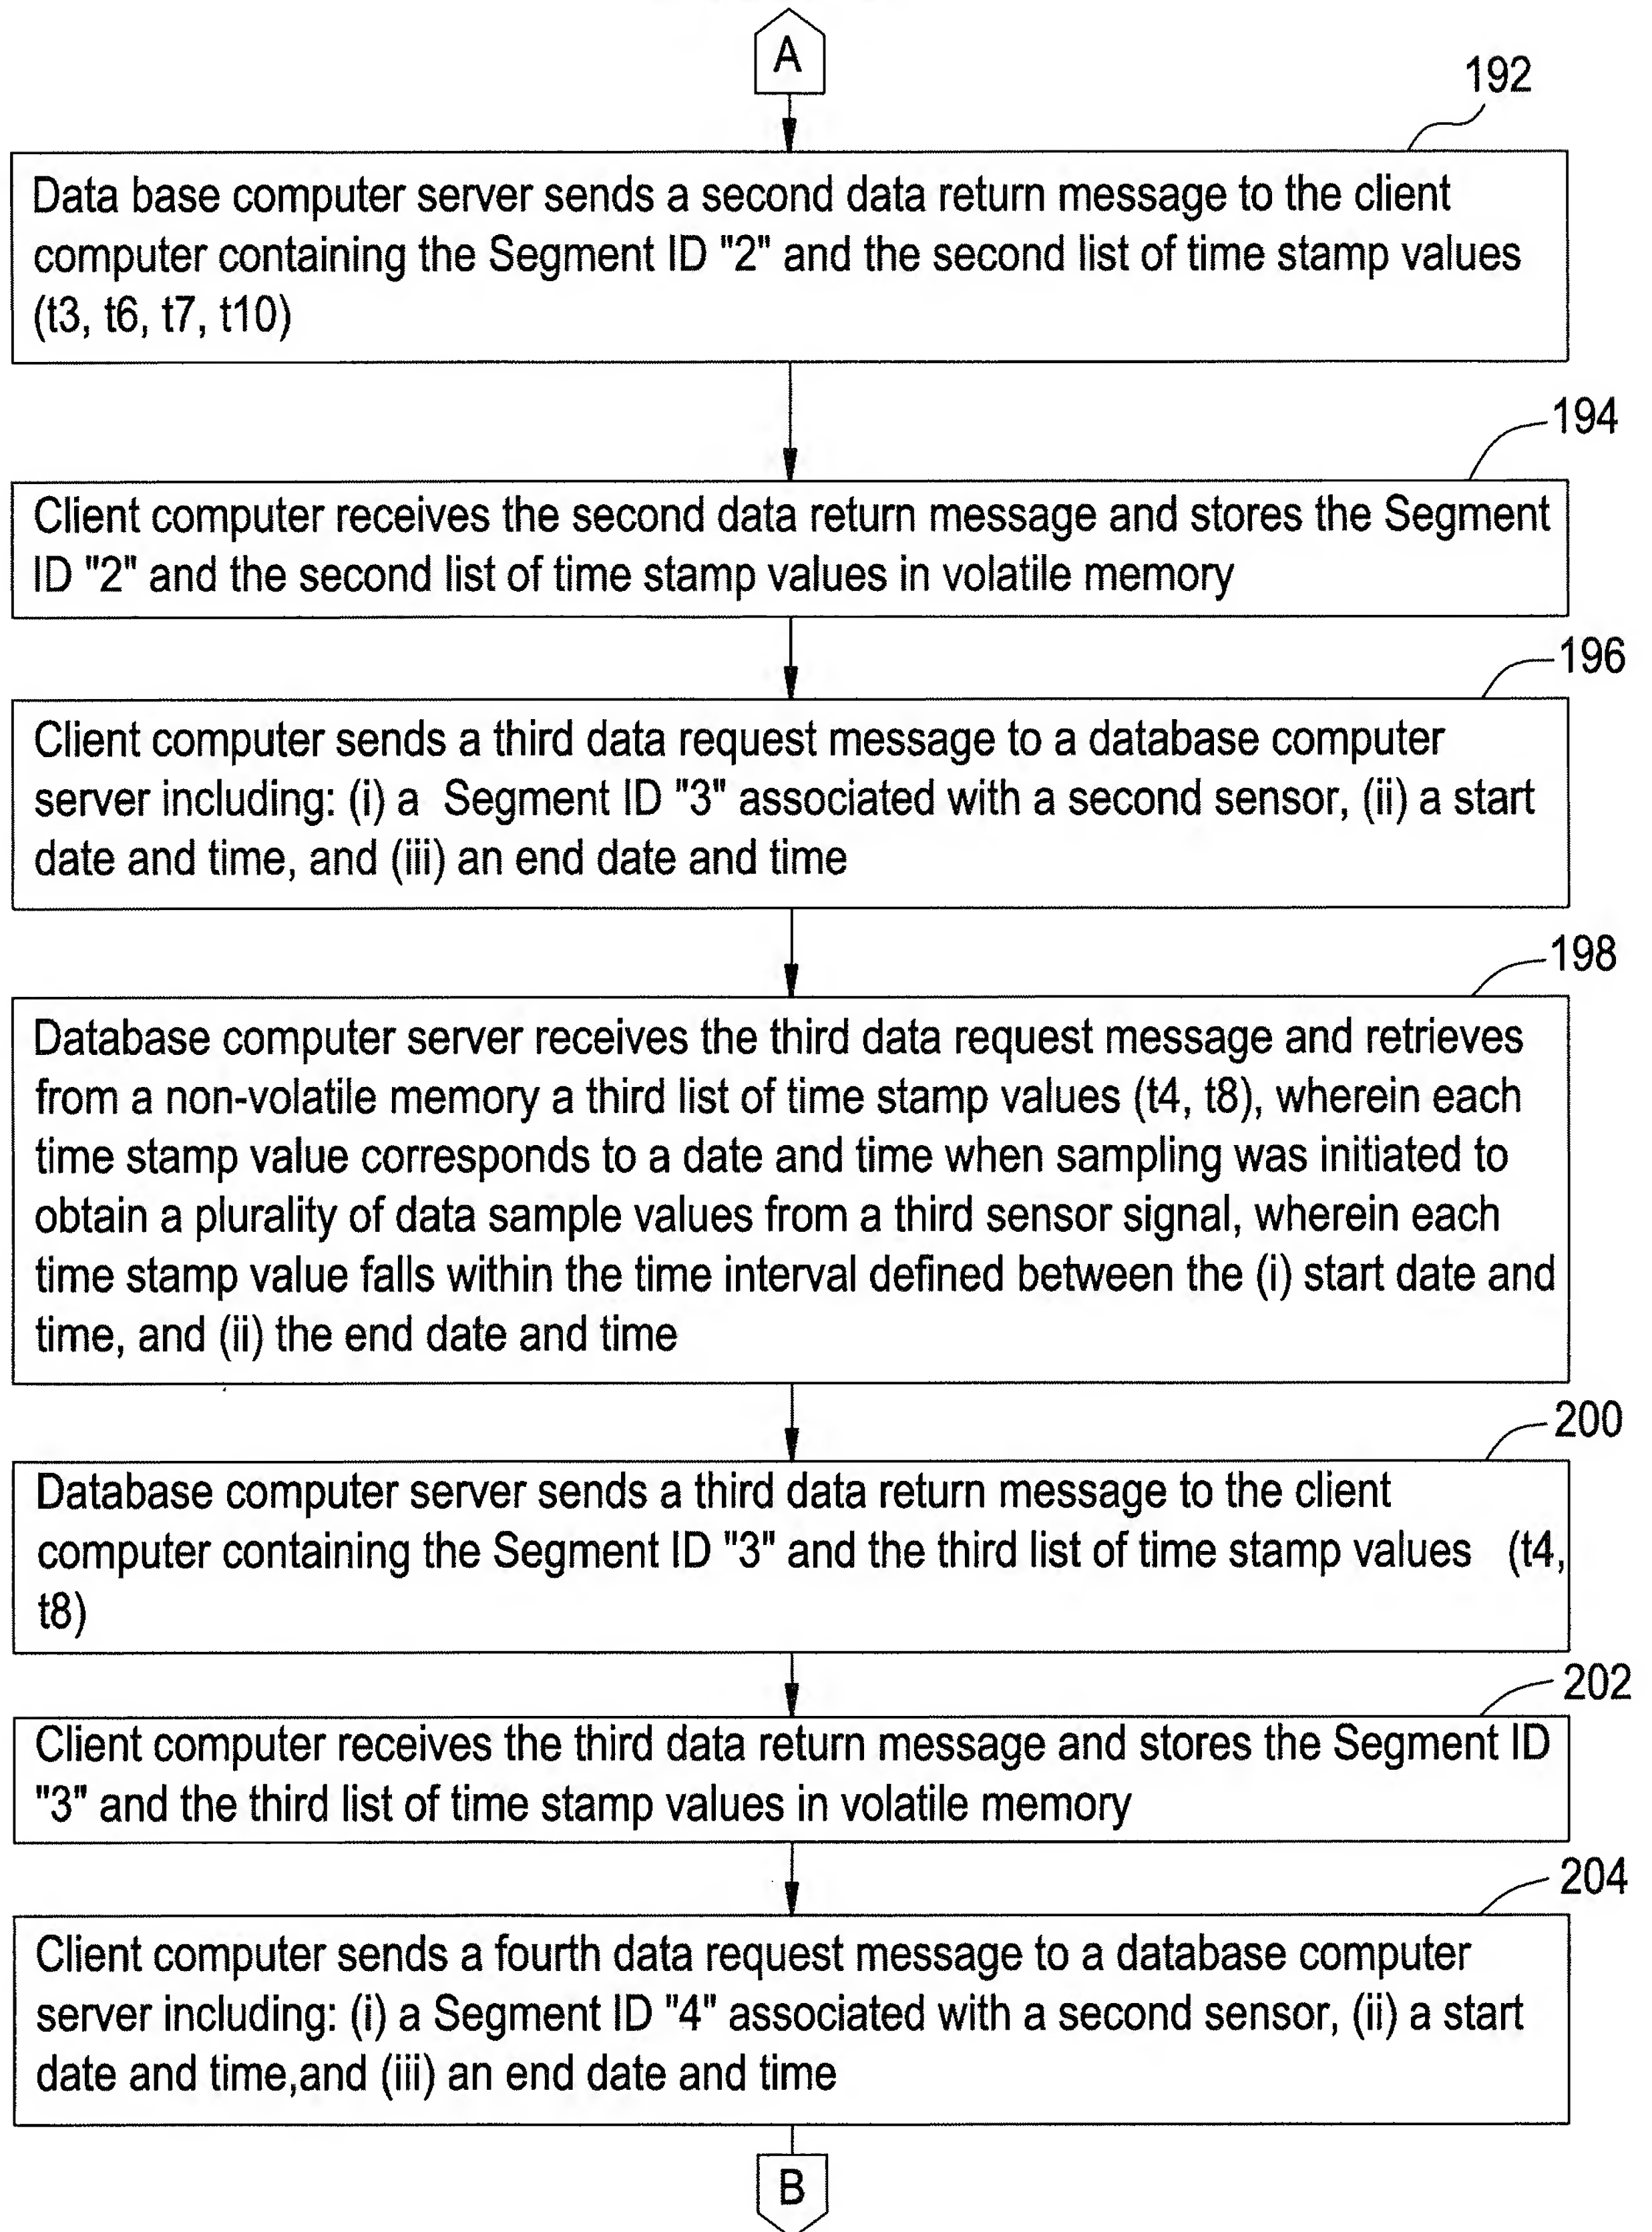 A
192
Data base computer server sends a second data return message to the client
computer containing the Segment ID "2" and the second list of time stamp values
(t3, t6, t7, t10)
194
Client computer receives the second data return message and stores the Segment
ID "2" and the second list of time stamp values in volatile memory
196
Client computer sends a third data request message to a database computer
server including: (i) a Segment ID "3" associated with a second sensor, (ii) a start
date and time, and (iii) an end date and time
198
Database computer server receives the third data request message and retrieves
from a non-volatile memory a third list of time stamp values (t4, t8), wherein each
time stamp value corresponds to a date and time when sampling was initiated to
obtain a plurality of data sample values from a third sensor signal, wherein each
time stamp value falls within the time interval defined between the (i) start date and
time, and (ii) the end date and time
200
Database computer server sends a third data return message to the client
computer containing the Segment ID "3" and the third list of time stamp values (t4,
t8)
202
Client computer receives the third data return message and stores the Segment ID
"3" and the third list of time stamp values in volatile memory
204
Client computer sends a fourth data request message to a database computer
server including: (i) a Segment ID "4" associated with a second sensor, (ii) a start
date and time,and (iii) an end date and time
B